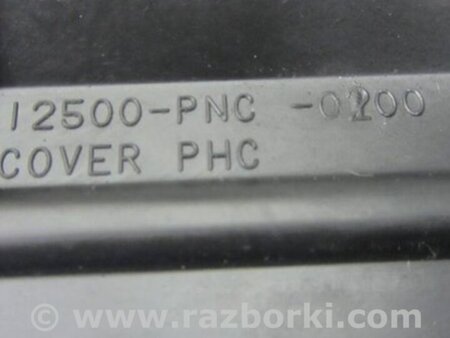 12500-PNC -0200
COVER PHC
© www.razborki.com